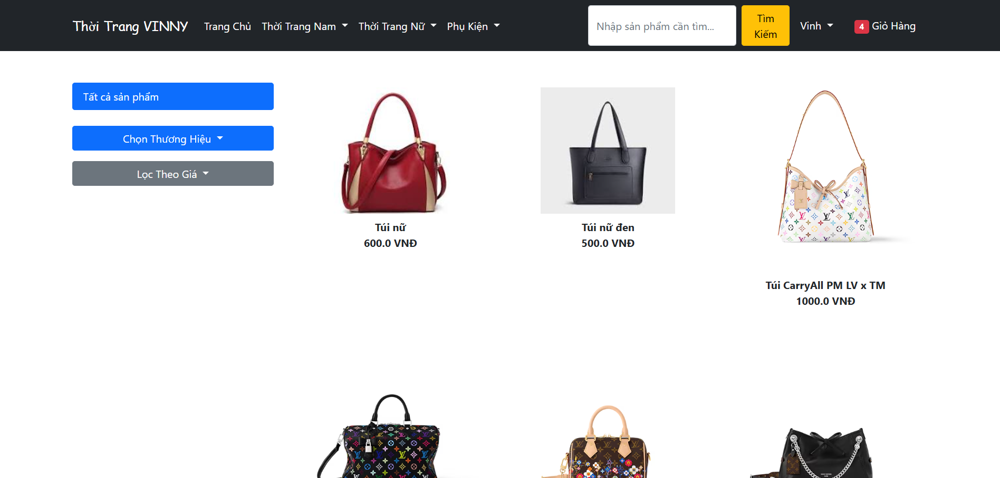 Thời Trang VINNY
Trang Chủ
Thời Trang Nam
Thời Trang Nữ
Phụ Kiện
Nhập sản phẩm cần tìm...
Tìm
Kiếm
Vinh
4 Giỏ Hàng
Tất cả sản phẩm
Chọn Thương Hiệu
Lọc Theo Giá
Túi nữ
600.0 VNĐ
Túi nữ đen
500.0 VNĐ
Túi CarryAll PM LV x TM
1000.0 VNĐ